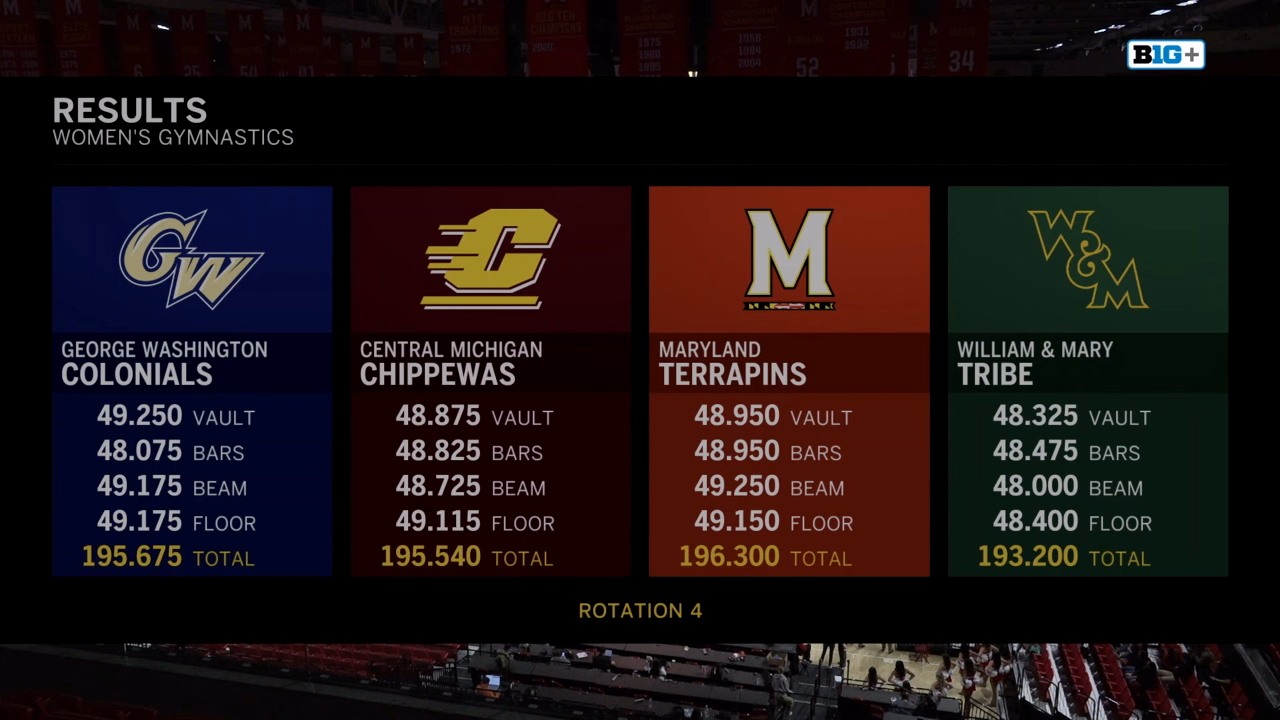 B1G+
RESULTS
WOMEN'S GYMNASTICS
GW
GEORGE WASHINGTON
COLONIALS
49.250 VAULT
48.075 BARS
49.175 BEAM
49.175 FLOOR
195.675 TOTAL
C
CENTRAL MICHIGAN
CHIPPEWAS
48.875 VAULT
48.825 BARS
48.725 BEAM
49.115 FLOOR
195.540 TOTAL
M
MARYLAND
TERRAPINS
48.950 VAULT
48.950 BARS
49.250 BEAM
49.150 FLOOR
196.300 TOTAL
W&M
WILLIAM & MARY
TRIBE
48.325 VAULT
48.475 BARS
48.000 BEAM
48.400 FLOOR
193.200 TOTAL
ROTATION 4
52
34